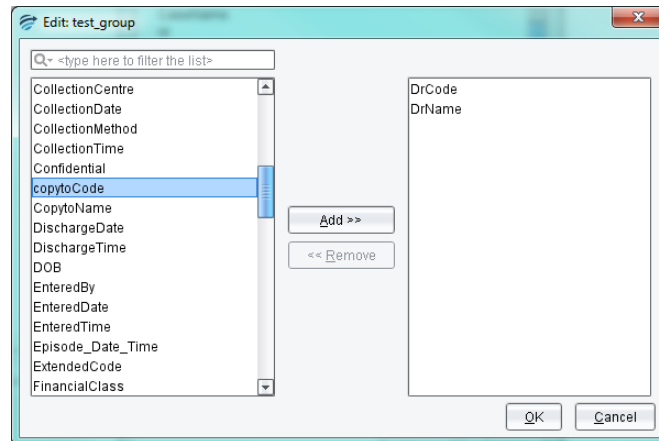 Edit: test_group
<type here to filter the list>
CollectionCentre
CollectionDate
CollectionMethod
CollectionTime
Confidential
copytoCode
CopytoName
DischargeDate
DischargeTime
DOB
EnteredBy
EnteredDate
EnteredTime
Episode_Date_Time
ExtendedCode
FinancialClass
Add >>
<< Remove
DrCode
DrName
OK
Cancel